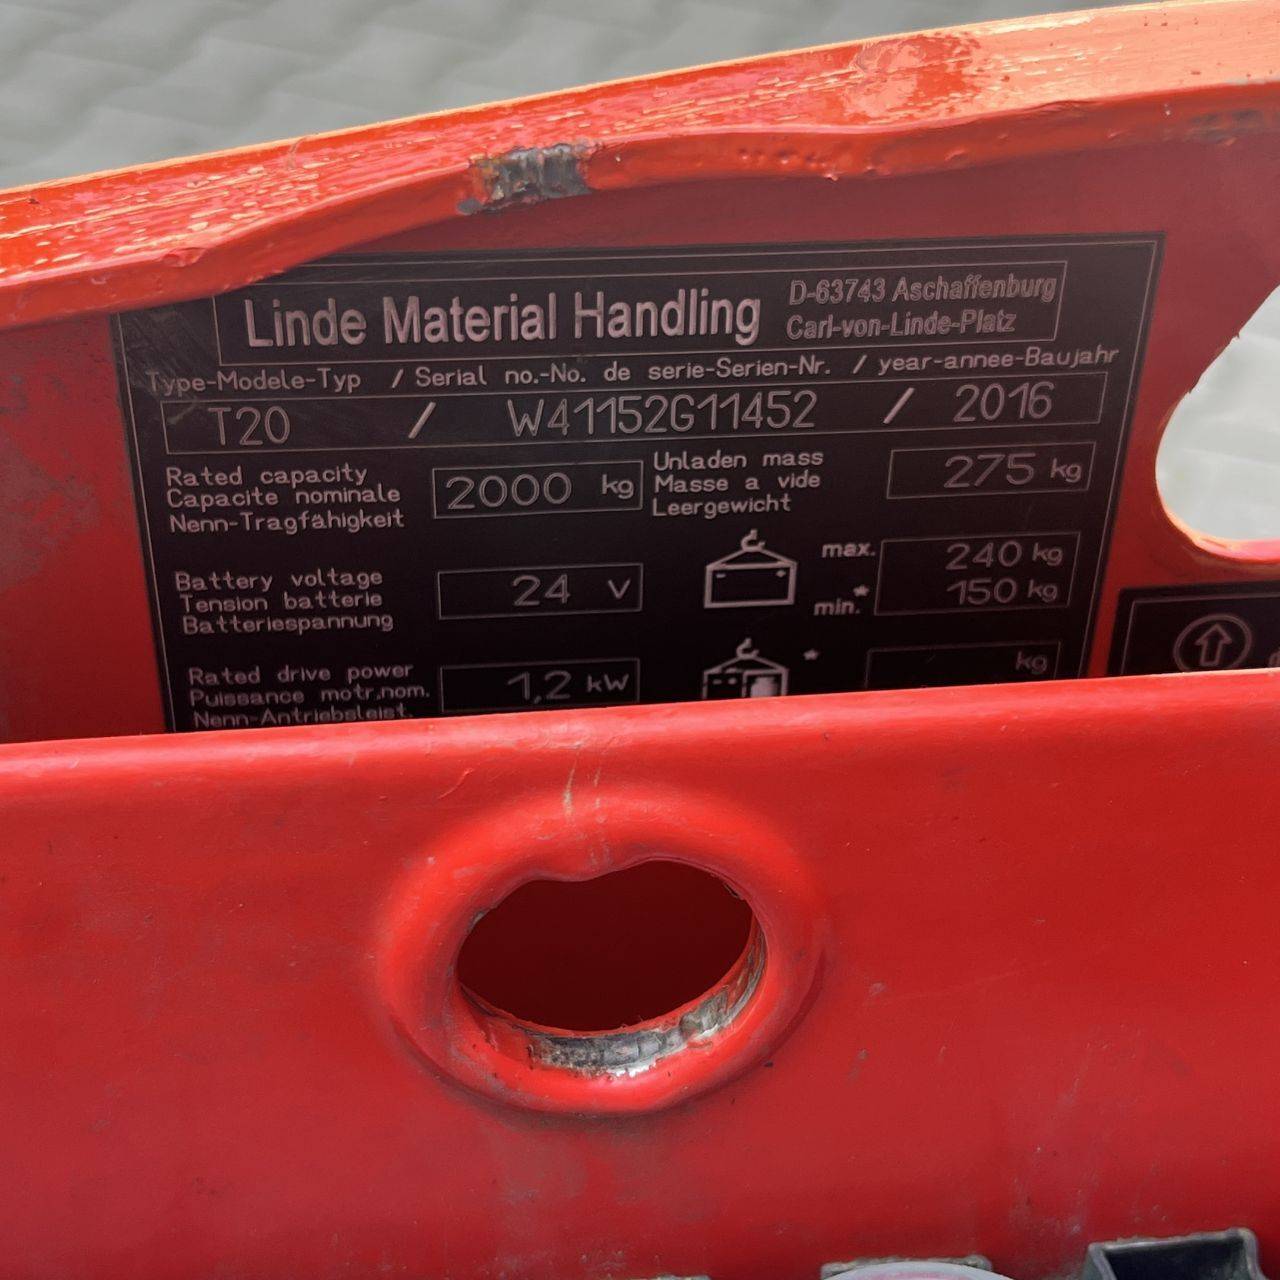 Linde Material Handling
D-63743 Aschaffenburg
Carl-von-Linde-Platz
Type-Modele-Typ / Serial no.-No. de serie-Serien-Nr. / year-annee-Baujahr
T20 / W41152G11452 / 2016
Rated capacity
Capacite nominale
Nenn-Tragfähigkeit
2000 kg
Unladen mass
Masse a vide
Leergewicht
275 kg
Battery voltage
Tension batterie
Batteriespannung
24 V
max. 240 kg
min.* 150 kg
Rated drive power
Puissance motr,nom.
Nenn-Antriebsleist.
1,2 kW
* kg